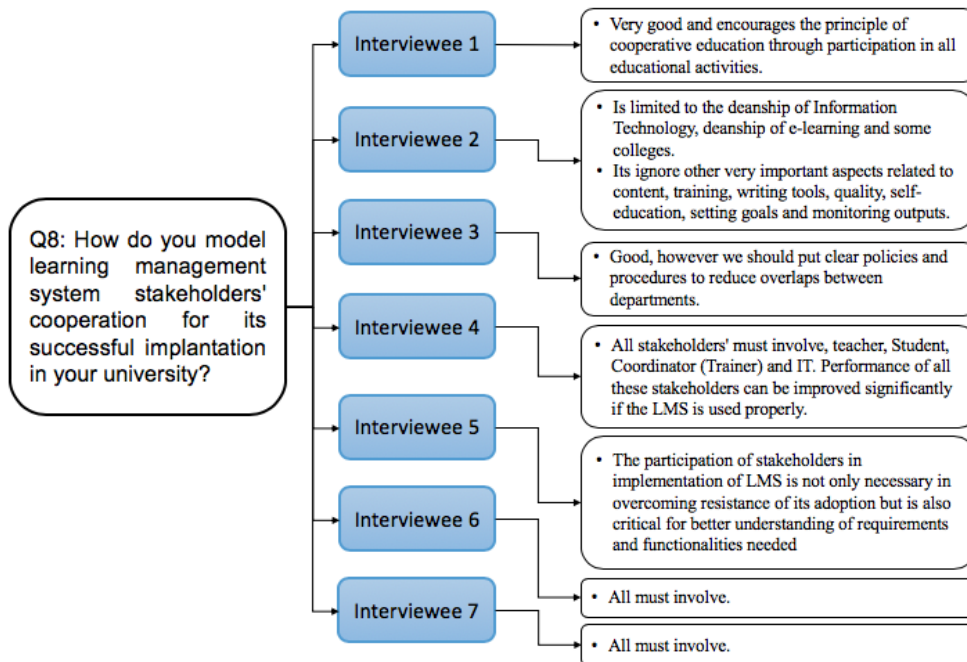 Q8: How do you model
learning management
system stakeholders'
cooperation for its
successful implantation
in your university?
Interviewee 1
• Very good and encourages the principle of
cooperative education through participation in all
educational activities.
Interviewee 2
• Is limited to the deanship of Information
Technology, deanship of e-learning and some
colleges.
• Its ignore other very important aspects related to
content, training, writing tools, quality, self-
education, setting goals and monitoring outputs.
Interviewee 3
• Good, however we should put clear policies and
procedures to reduce overlaps between
departments.
Interviewee 4
• All stakeholders' must involve, teacher, Student,
Coordinator (Trainer) and IT. Performance of all
these stakeholders can be improved significantly
if the LMS is used properly.
Interviewee 5
• The participation of stakeholders in
implementation of LMS is not only necessary in
overcoming resistance of its adoption but is also
critical for better understanding of requirements
and functionalities needed
Interviewee 6
• All must involve.
Interviewee 7
• All must involve.